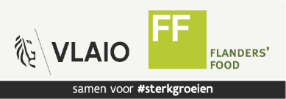 VLAIO
FF
FLANDERS'
FOOD
samen voor #sterkgroeien